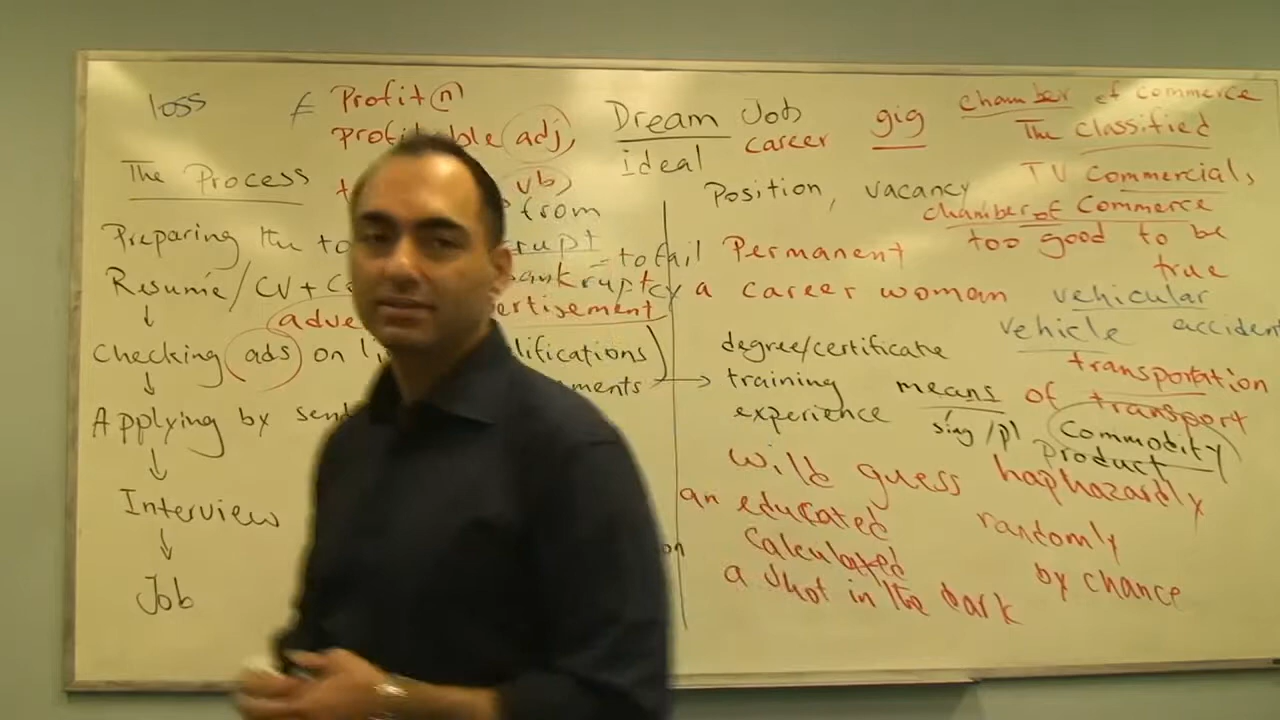 loss ≠ Profit (n)
profitable (adj)
(vb)
from
The Process
Preparing the
Resumé/CV +
bankruptcy
= to fail
advertisement
Checking ads on
qualifications)
Applying by
Interview
Job
Dream Job
ideal career gig
chamber of commerce
The classified
Position, vacancy
TV Commercials,
chamber of Commerce
too good to be
true
Permanent
a career woman
vehicular
vehicle accident
degree/certificate
training
experience
means of transportation
transport
sing/pl
Commodity
product
wild guess
haphazardly
an educated
randomly
calculated
by chance
a shot in the dark